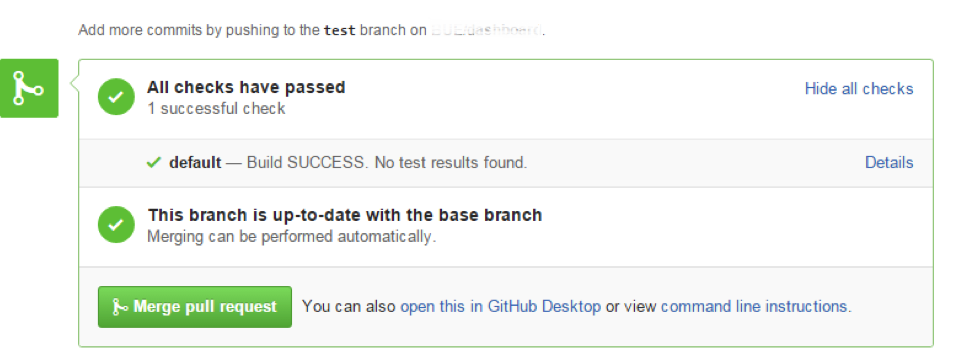 Add more commits by pushing to the test branch on
All checks have passed
1 successful check
Hide all checks
default — Build SUCCESS. No test results found.
Details
This branch is up-to-date with the base branch
Merging can be performed automatically.
Merge pull request
You can also open this in GitHub Desktop or view command line instructions.